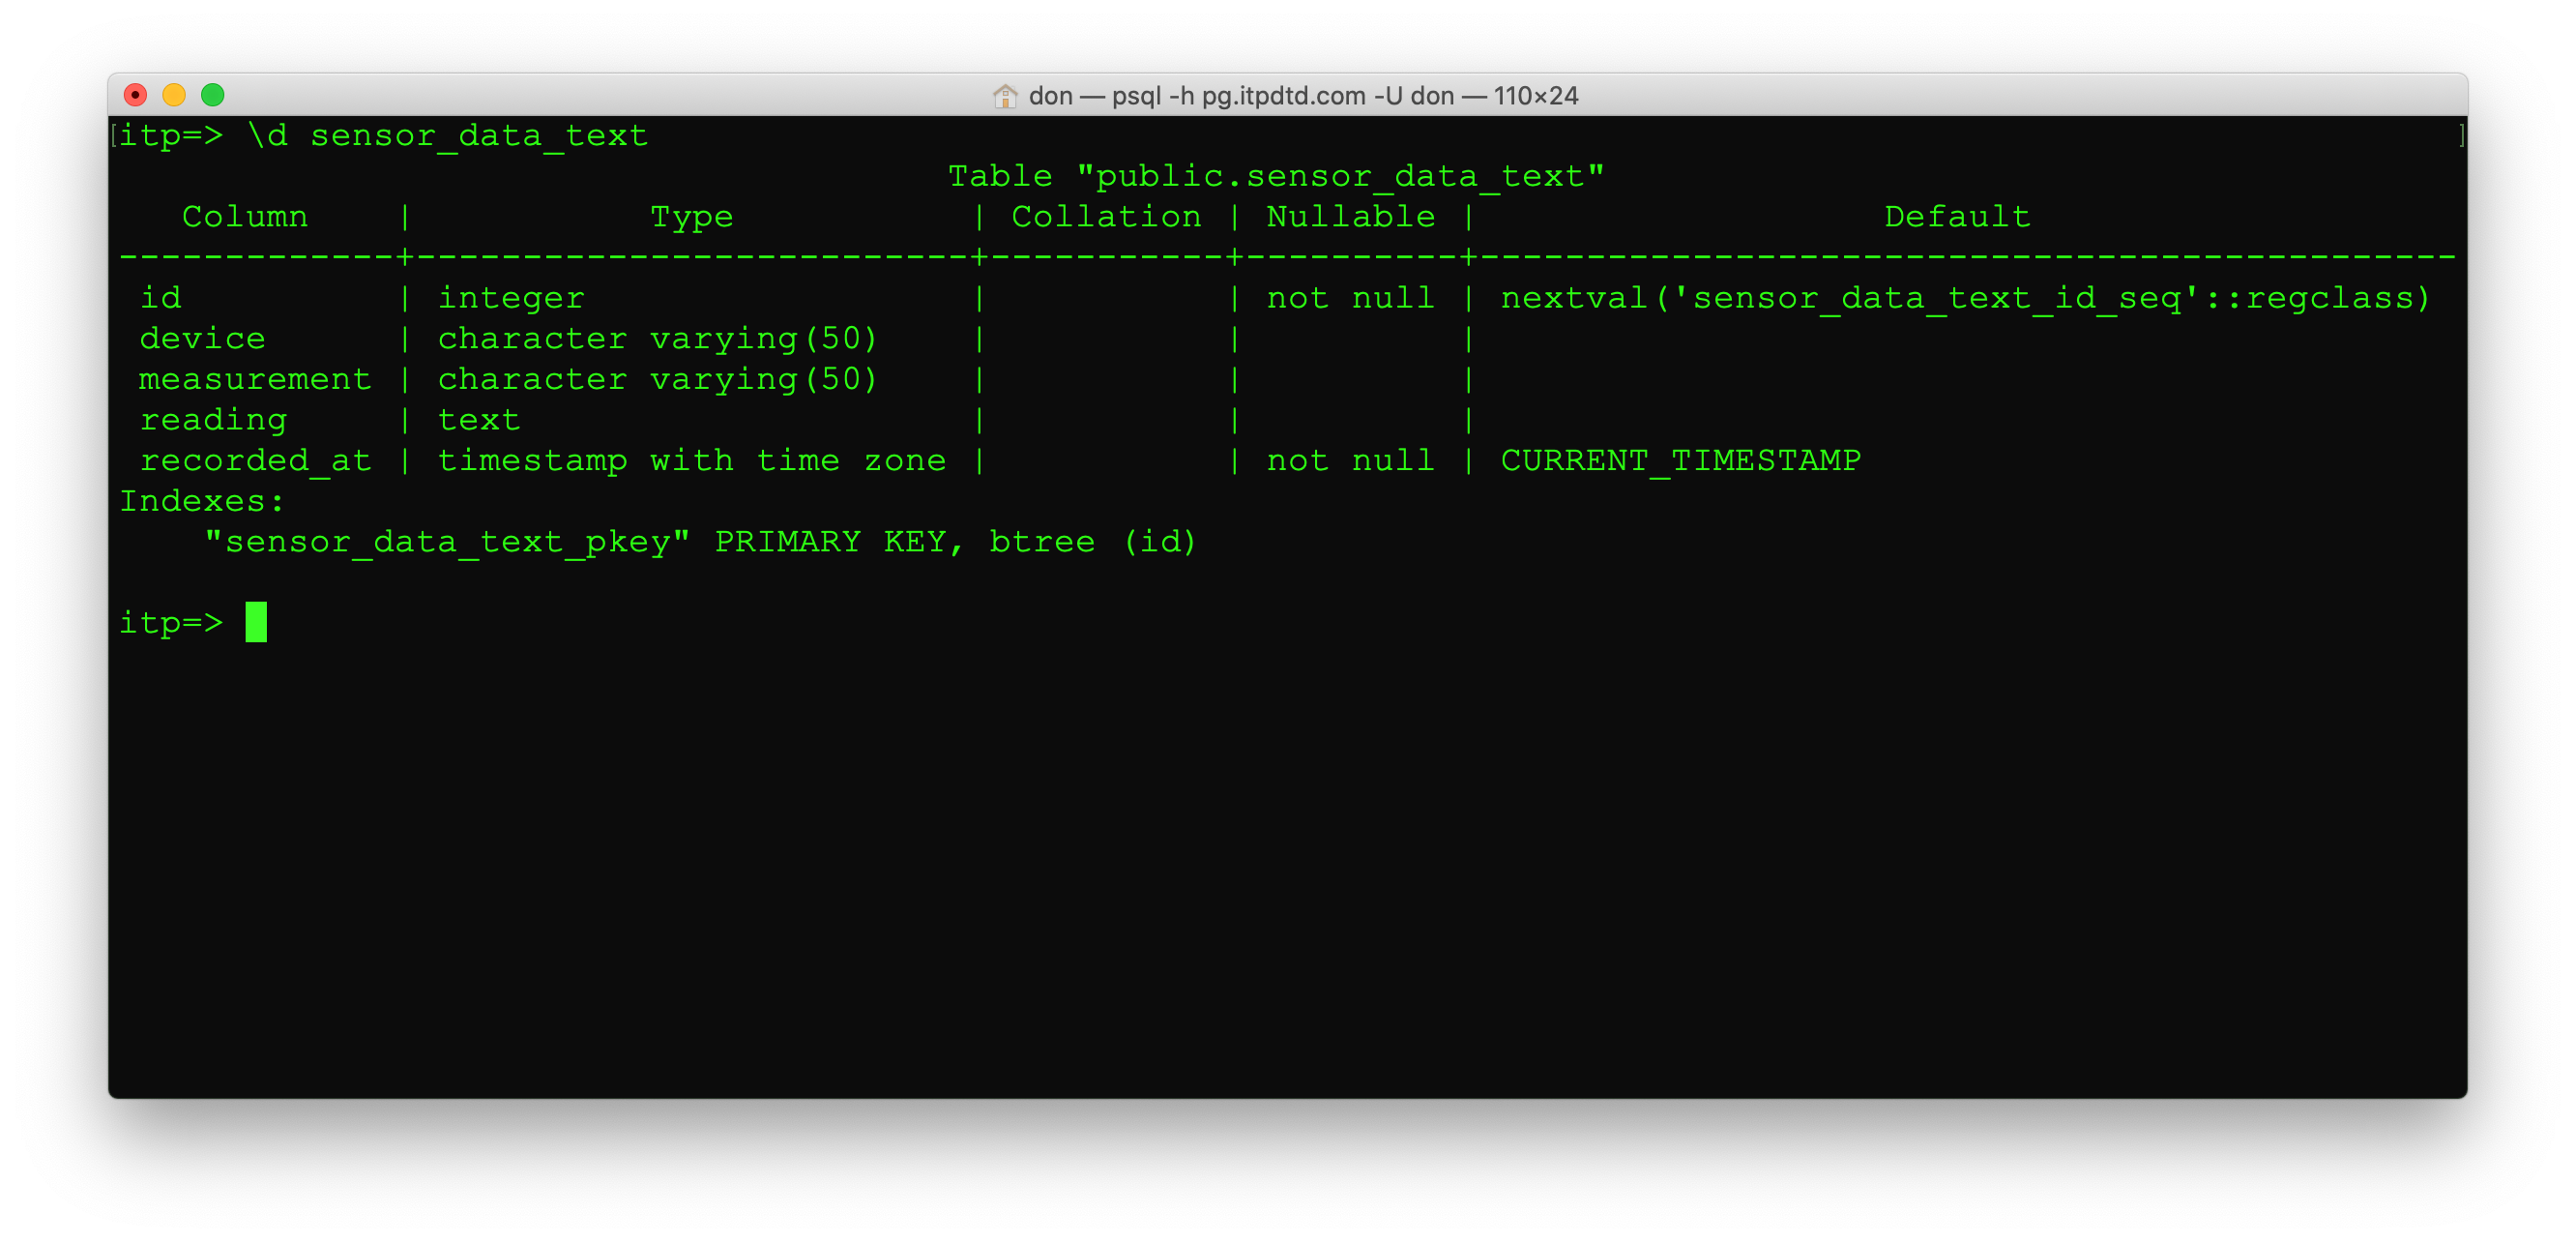 don — psql -h pg.itpdtd.com -U don — 110×24
[itp=> \d sensor_data_text ]
Table "public.sensor_data_text"
Column | Type | Collation | Nullable | Default
-------------+--------------------------+-----------+----------+----------------------------------------------
id | integer | | not null | nextval('sensor_data_text_id_seq'::regclass)
device | character varying(50) | | |
measurement | character varying(50) | | |
reading | text | | |
recorded_at | timestamp with time zone | | not null | CURRENT_TIMESTAMP
Indexes:
"sensor_data_text_pkey" PRIMARY KEY, btree (id)
itp=>